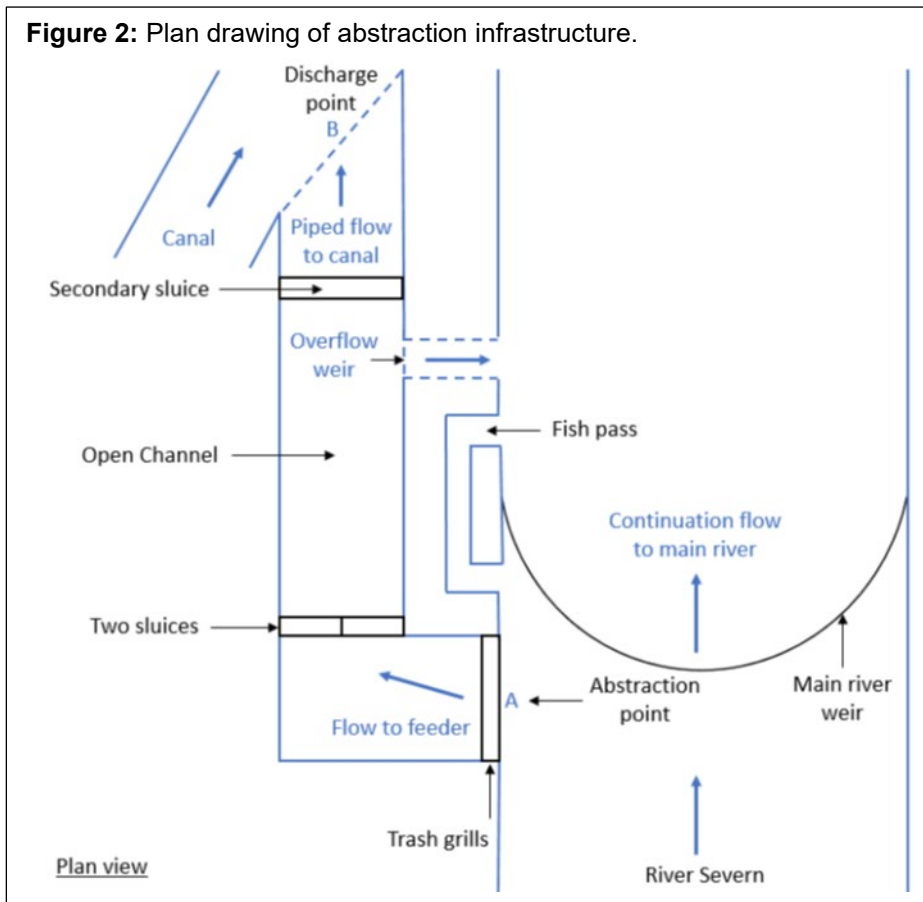 Figure 2: Plan drawing of abstraction infrastructure.
Discharge
point
B
Canal
Piped flow
to canal
Secondary sluice
Overflow
weir
Fish pass
Open Channel
Continuation flow
to main river
Two sluices
A
Abstraction
point
Main river
weir
Flow to feeder
Trash grills
Plan view
River Severn